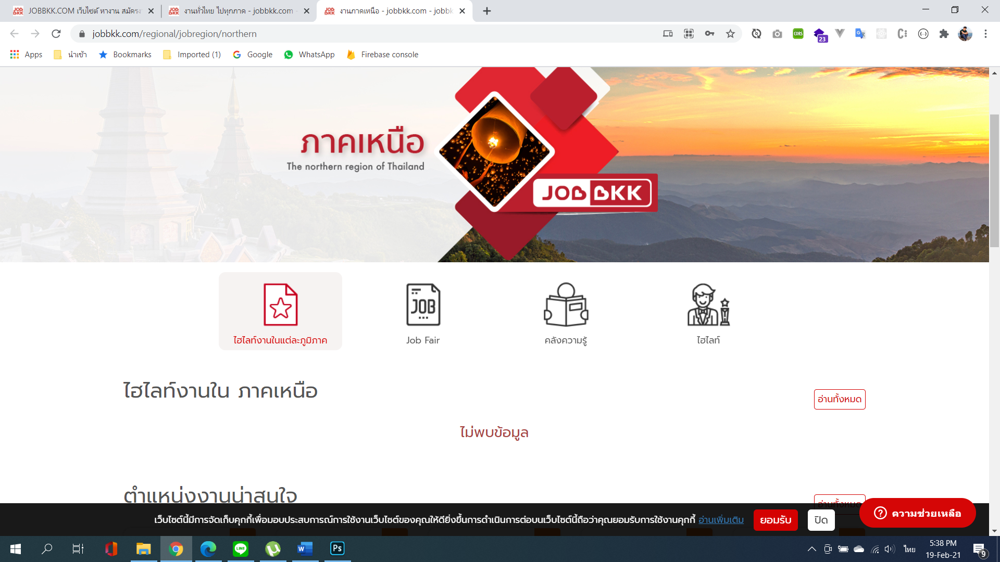 JOBBKK.COM เว็บไซต์ หางาน สมัครง
งานทั่วไทย ไปทุกภาค - jobbkk.com -
งานภาคเหนือ - jobbkk.com - jobbk
jobbkk.com/regional/jobregion/northern
Apps
นำเข้า
Bookmarks
Imported (1)
Google
WhatsApp
Firebase console
CORS
23
ภาคเหนือ
The northern region of Thailand
JOB BKK
JOB
ไฮไลท์งานในแต่ละภูมิภาค
Job Fair
คลังความรู้
ไฮไลท์
ไฮไลท์งานใน ภาคเหนือ
อ่านทั้งหมด
ไม่พบข้อมูล
ตำแหน่งงานน่าสนใจ
อ่านทั้งหมด
เว็บไซต์นี้มีการจัดเก็บคุกกี้เพื่อมอบประสบการณ์การใช้งานเว็บไซต์ของคุณให้ดียิ่งขึ้นการดำเนินการต่อบนเว็บไซต์นี้ถือว่าคุณยอมรับการใช้งานคุกกี้ อ่านเพิ่มเติม
ยอมรับ
ปิด
ความช่วยเหลือ
LINE
Ps
ไทย
5:38 PM
19-Feb-21
9